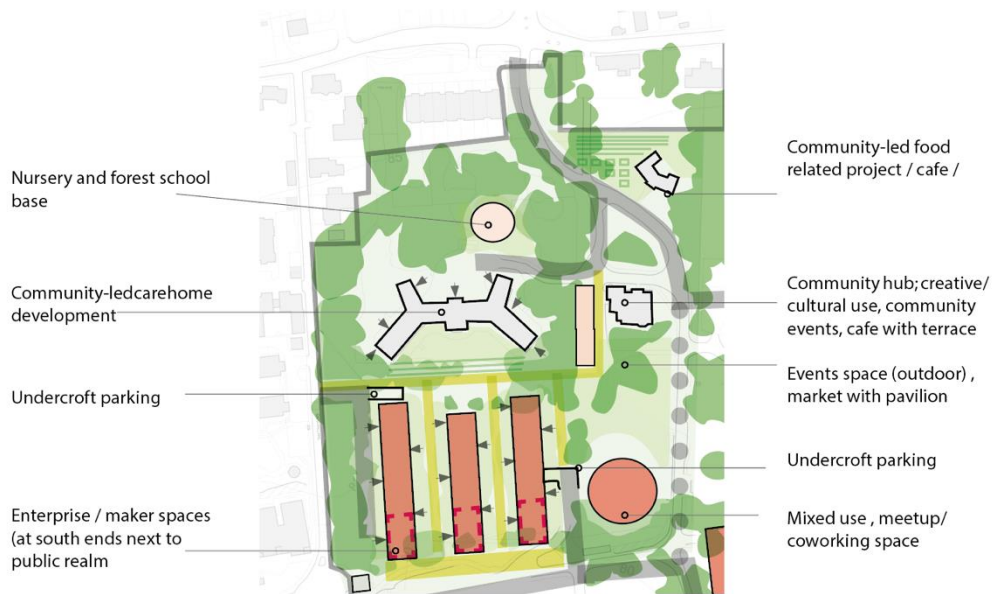 Nursery and forest school
base
Community-ledcarehome
development
Undercroft parking
Enterprise / maker spaces
(at south ends next to
public realm
Community-led food
related project / cafe /
Community hub; creative/
cultural use, community
events, cafe with terrace
Events space (outdoor) ,
market with pavilion
Undercroft parking
Mixed use , meetup/
coworking space